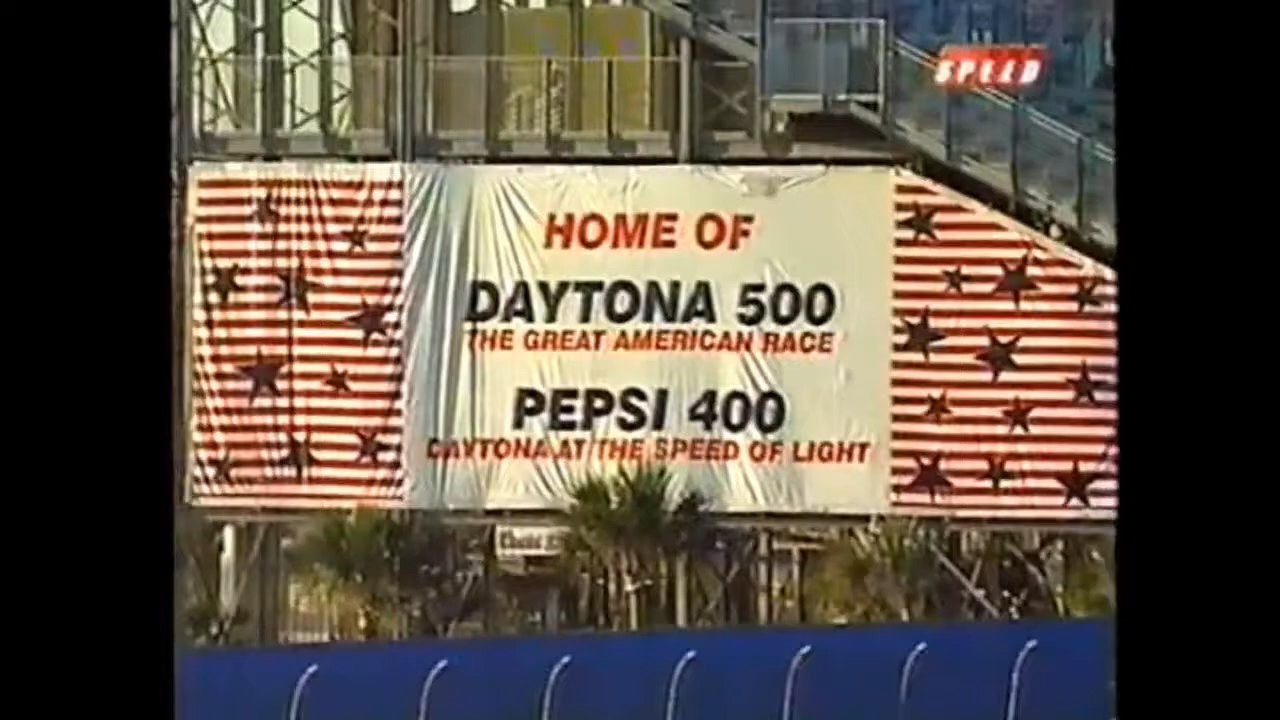 SPEED
HOME OF
DAYTONA 500
THE GREAT AMERICAN RACE
PEPSI 400
DAYTONA AT THE SPEED OF LIGHT